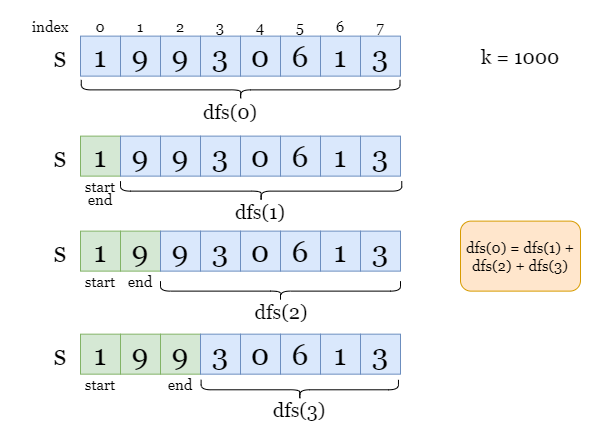 index 0 1 2 3 4 5 6 7
S 1 9 9 3 0 6 1 3 k = 1000
dfs(0)
S 1 9 9 3 0 6 1 3
start
end
dfs(1)
S 1 9 9 3 0 6 1 3
start end
dfs(2)
dfs(0) = dfs(1) +
dfs(2) + dfs(3)
S 1 9 9 3 0 6 1 3
start end
dfs(3)